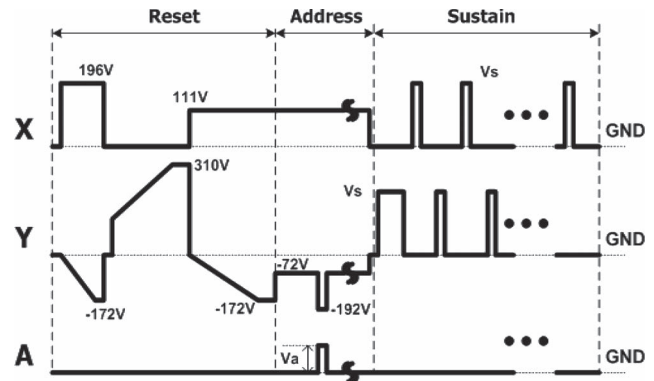 Reset Address Sustain
196V
Vs
111V
X
GND
310V
Vs
Y
GND
-72V
-172V
-172V
-192V
A
Va
GND